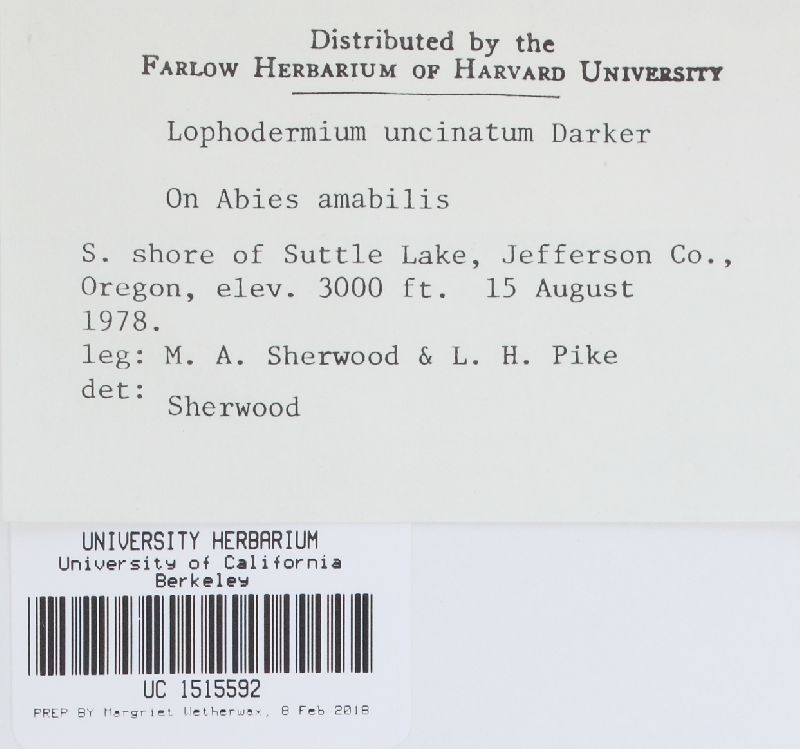 Distributed by the
FARLOW HERBARIUM OF HARVARD UNIVERSITY
Lophodermium uncinatum Darker
On Abies amabilis
S. shore of Suttle Lake, Jefferson Co.,
Oregon, elev. 3000 ft. 15 August
1978.
leg: M. A. Sherwood & L. H. Pike
det:
Sherwood
UNIVERSITY HERBARIUM
University of California
Berkeley
UC 1515592
PREP BY Margriet Wetherwax, 8 Feb 2018